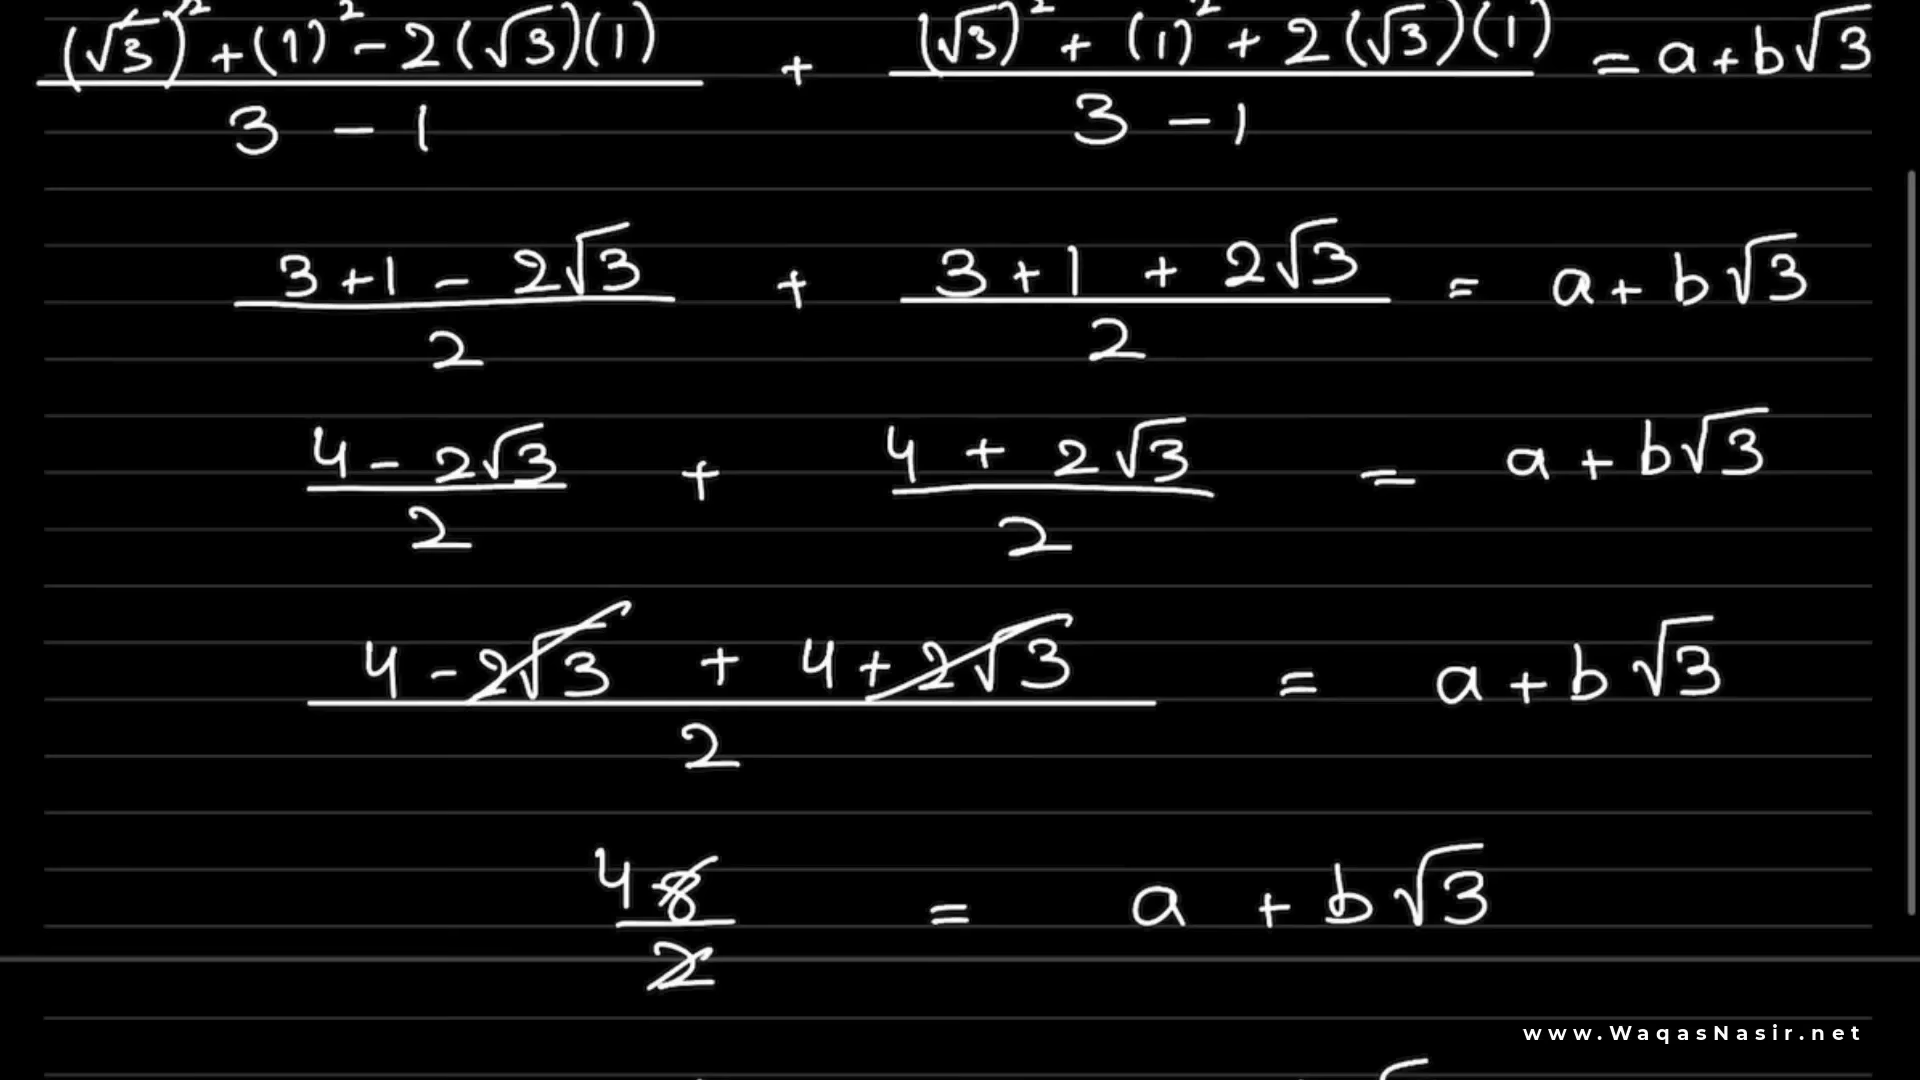 (√3)² + (1)² - 2(√3)(1) / 3 - 1 + (√3)² + (1)² + 2(√3)(1) / 3 - 1 = a + b√3
3 + 1 - 2√3 / 2 + 3 + 1 + 2√3 / 2 = a + b√3
4 - 2√3 / 2 + 4 + 2√3 / 2 = a + b√3
4 - 2√3 + 4 + 2√3 / 2 = a + b√3
4 8 / 2 = a + b√3
www.WaqasNasir.net